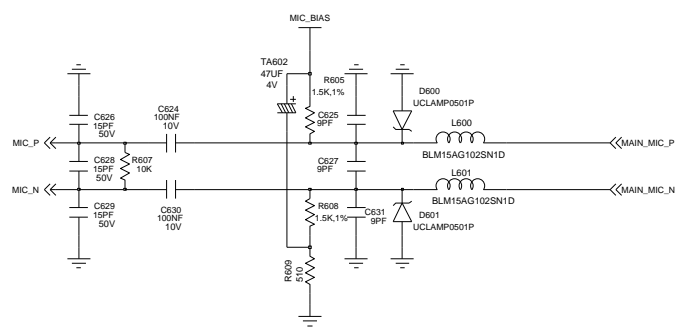 MIC_BIAS
TA602
47UF
4V
+
R605
1.5K,1%
D600
UCLAMP0501P
C626
15PF
50V
C624
100NF
10V
C625
9PF
L600
MIC_P
MAIN_MIC_P
BLM15AG102SN1D
C628
15PF
50V
R607
10K
C627
9PF
L601
MIC_N
MAIN_MIC_N
BLM15AG102SN1D
C629
15PF
50V
C630
100NF
10V
R608
1.5K,1%
C631
9PF
D601
UCLAMP0501P
R609
510